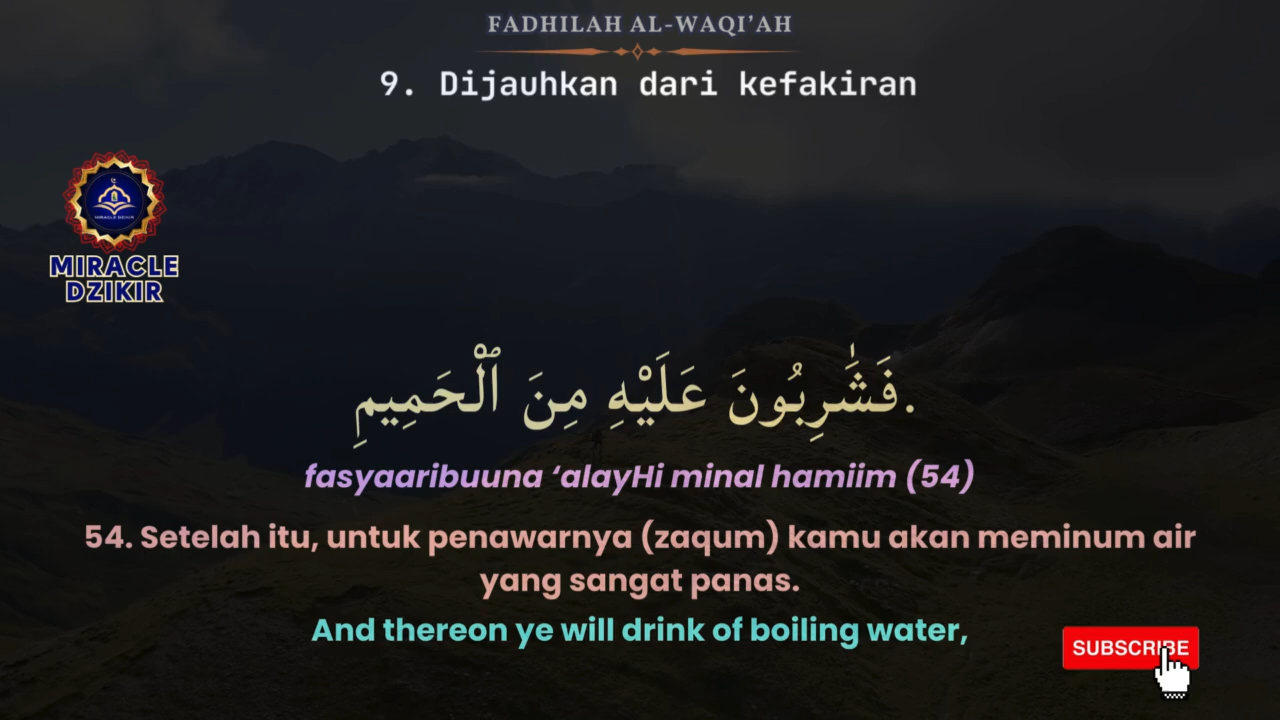 FADHILAH AL-WAQI’AH
9. Dijauhkan dari kefakiran
MIRACLE
DZIKIR
فَشَٰرِبُونَ عَلَيْهِ مِنَ ٱلْحَمِيمِ.
fasyaaribuuna ‘alayHi minal hamiim (54)
54. Setelah itu, untuk penawarnya (zaqum) kamu akan meminum air
yang sangat panas.
And thereon ye will drink of boiling water,
SUBSCRIBE